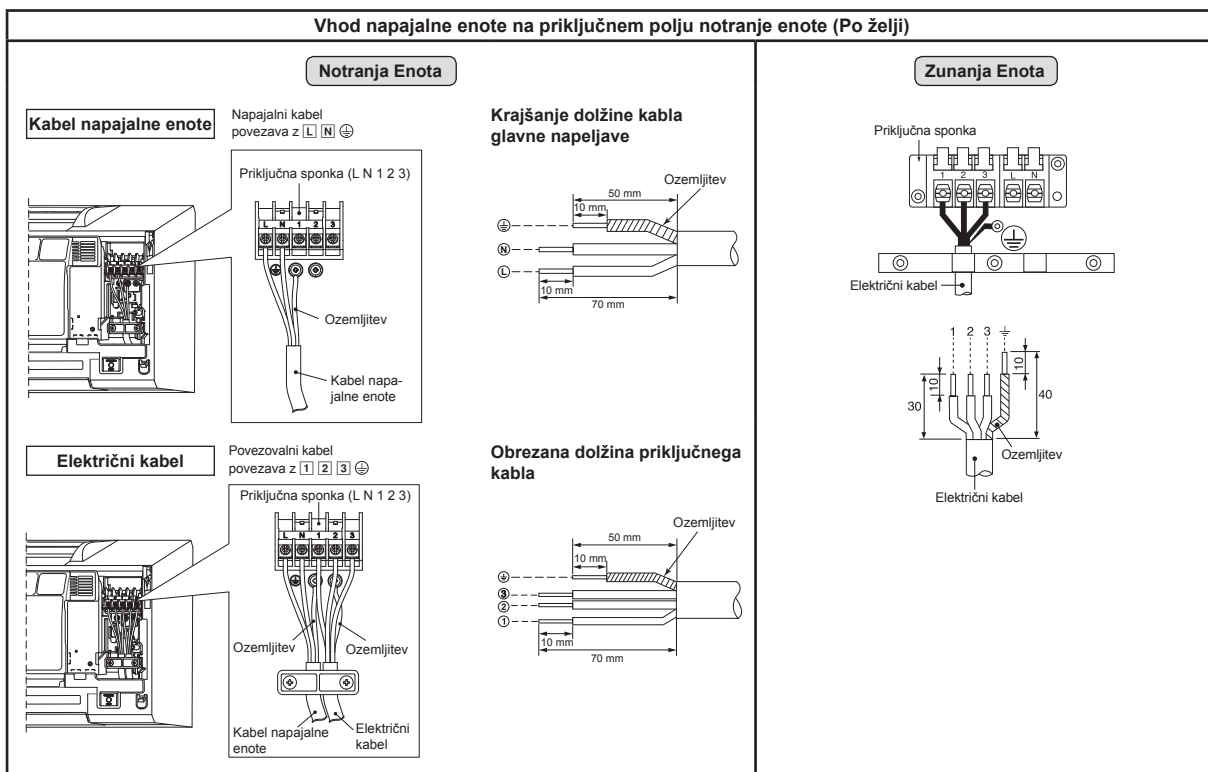 Vhod napajalne enote na priključnem polju notranje enote (Po želji)
Notranja Enota
Kabel napajalne enote
Napajalni kabel
povezava z L N ⏚
Priključna sponka (L N 1 2 3)
L N 1 2 3
Ozemljitev
Kabel napa-
jalne enote
Krajšanje dolžine kabla
glavne napeljave
Ozemljitev
50 mm
10 mm
⏚
N
L
10 mm
70 mm
Električni kabel
Povezovalni kabel
povezava z 1 2 3 ⏚
Priključna sponka (L N 1 2 3)
L N 1 2 3
Ozemljitev
Ozemljitev
Kabel napajalne
enote
Električni
kabel
Obrezana dolžina priključnega
kabla
Ozemljitev
50 mm
10 mm
⏚
3
2
1
10 mm
70 mm
Zunanja Enota
Priključna sponka
1 2 3 L N
Električni kabel
1 2 3 ⏚
10
10
30
40
Ozemljitev
Električni kabel